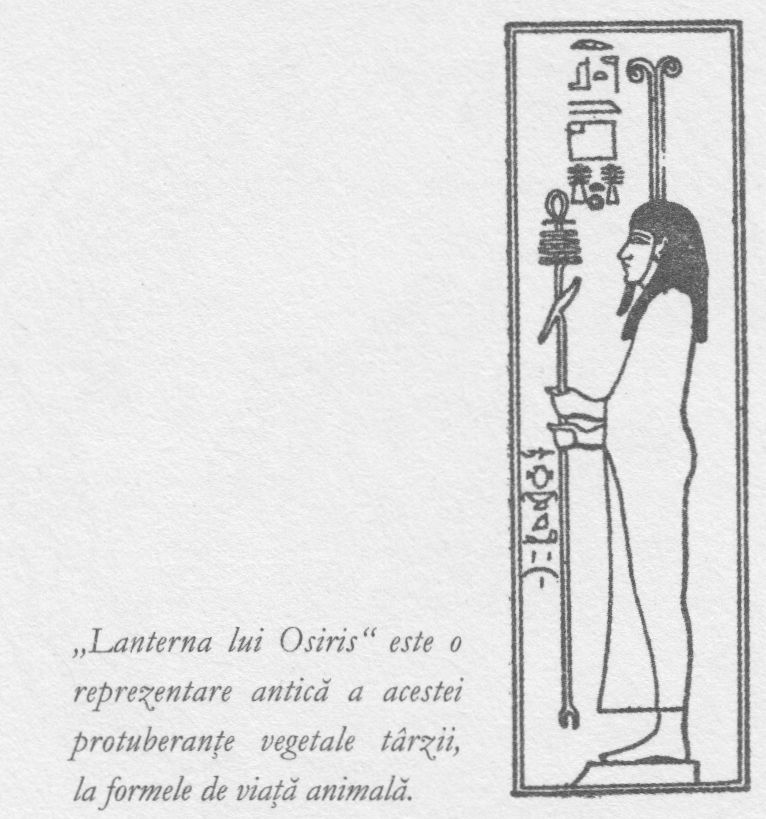 „Lanterna lui Osiris“ este o
reprezentare antică a acestei
protuberanțe vegetale târzii,
la formele de viață animală.